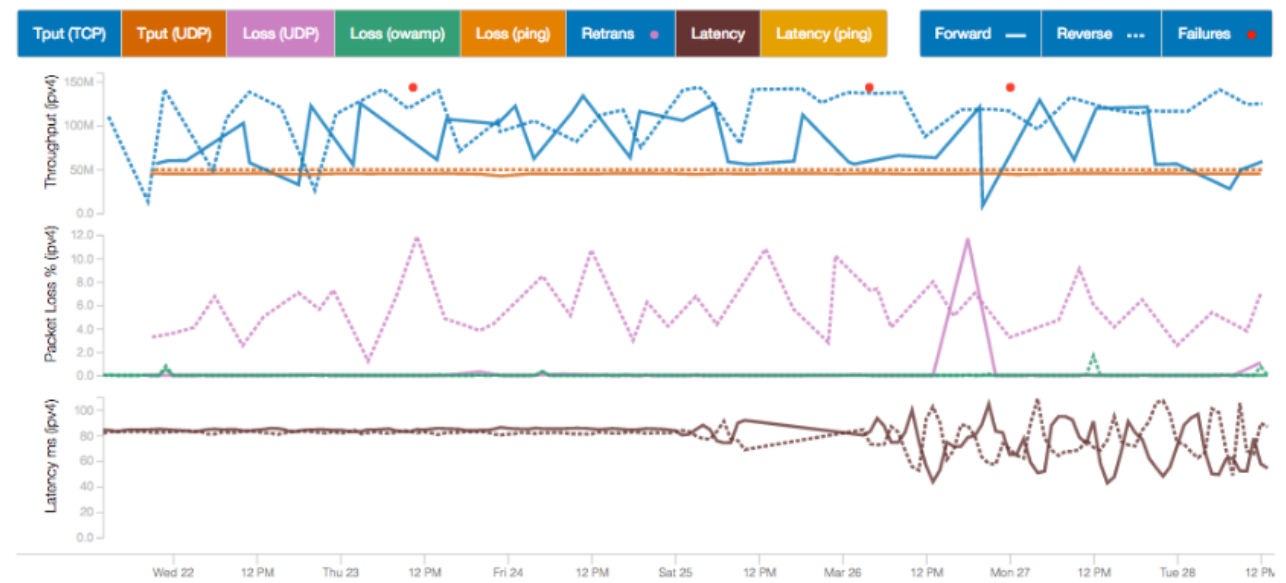 Tput (TCP) Tput (UDP) Loss (UDP) Loss (owamp) Loss (ping) Retrans Latency Latency (ping) Forward Reverse Failures
Throughput (ipv4)
150M
100M
50M
0.0
Packet Loss % (ipv4)
12.0
10.0
8.0
6.0
4.0
2.0
0.0
Latency ms (ipv4)
100
80
60
40
20
0.0
Wed 22 12 PM Thu 23 12 PM Fri 24 12 PM Sat 25 12 PM Mar 26 12 PM Mon 27 12 PM Tue 28 12 PM